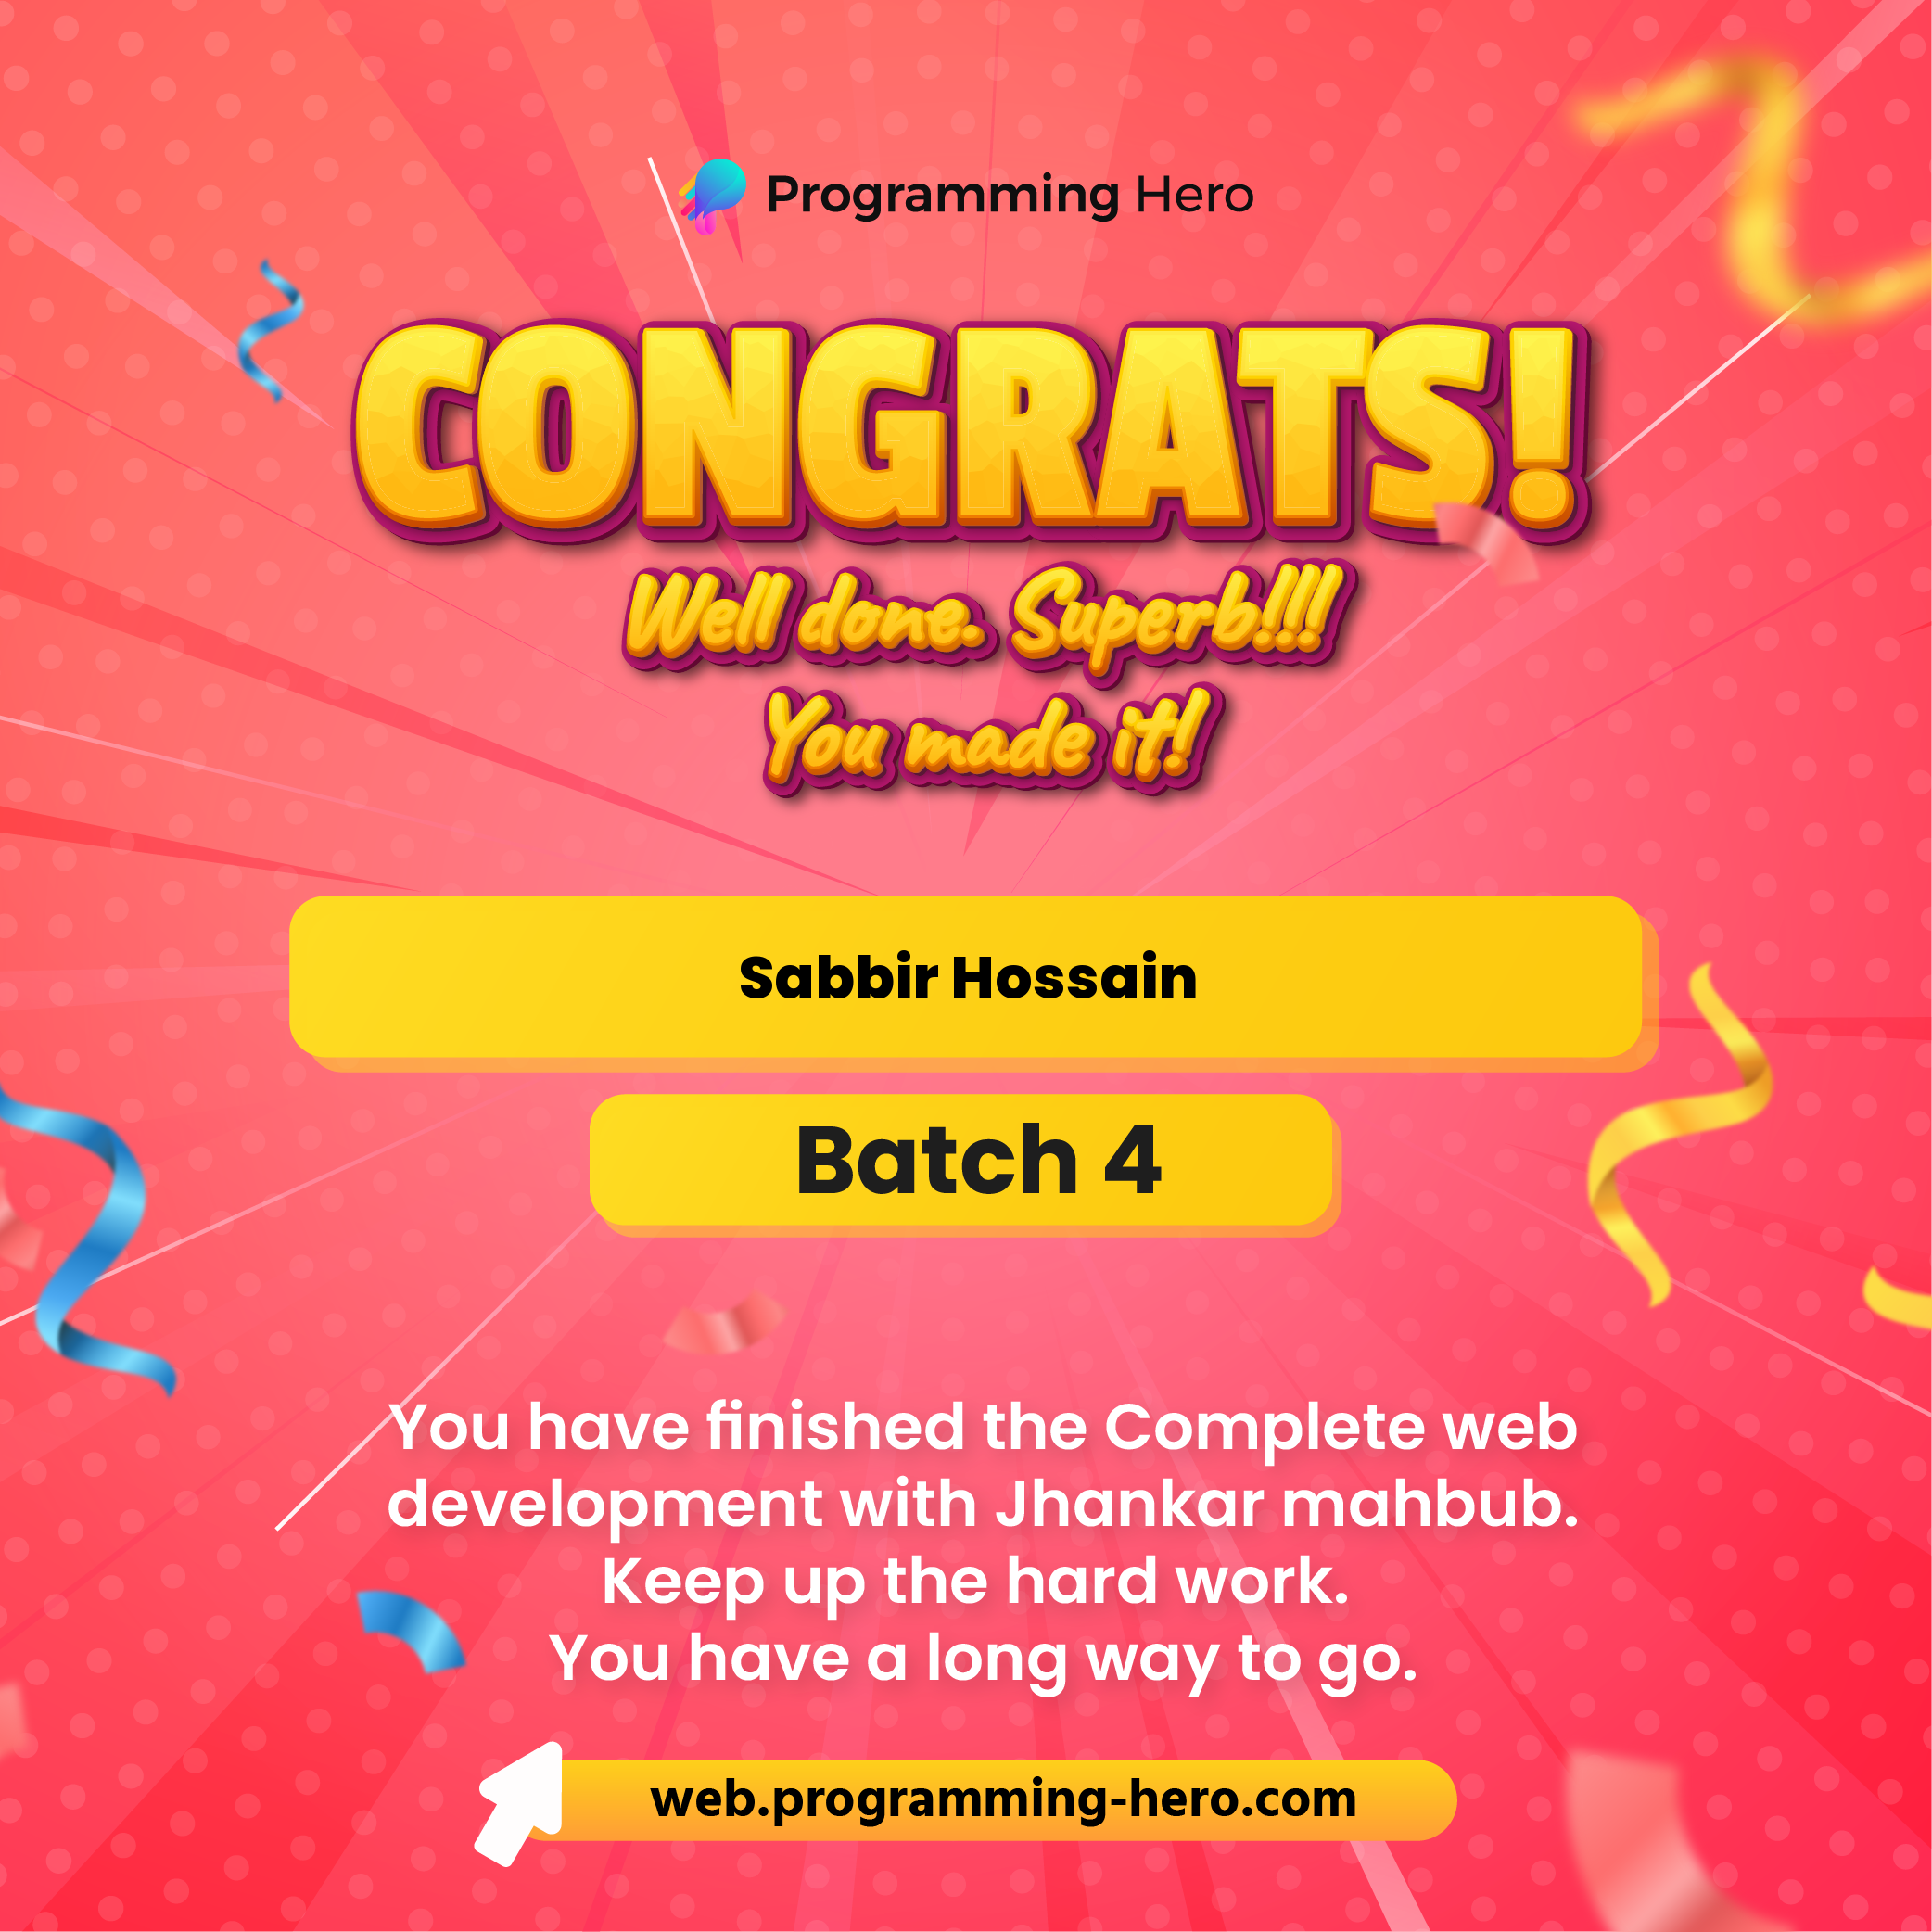 Programming Hero
CONGRATS!
Well done. Superb!!!
You made it!
Sabbir Hossain
Batch 4
You have finished the Complete web
development with Jhankar mahbub.
Keep up the hard work.
You have a long way to go.
web.programming-hero.com